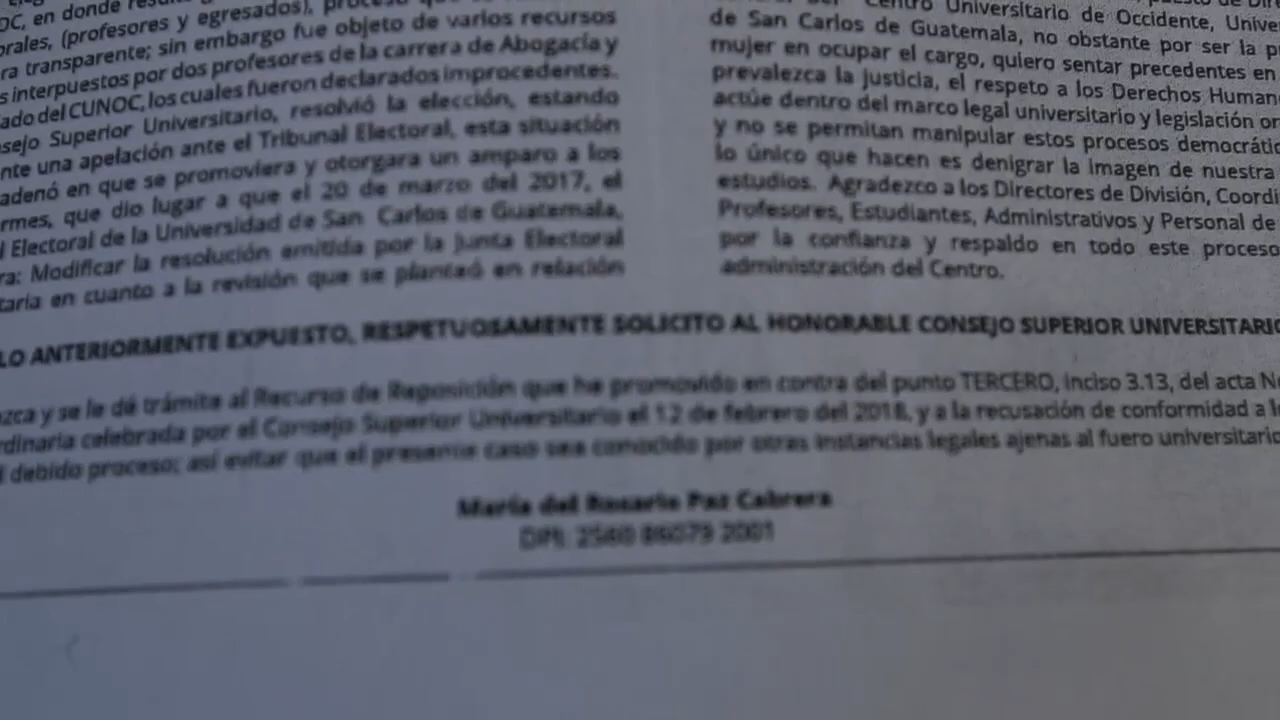 OC, en donde
(profesores y egresados),
ra transparente; sin embargo fue objeto de varios recursos
s interpuestos por dos profesores de la carrera de Abogacía y
ado del CUNOC, los cuales fueron declarados improcedentes.
sejo Superior Universitario, resolvió la elección, estando
nte una apelación ante el Tribunal Electoral, esta situación
adenó en que se promoviera y otorgara un amparo a los
rmes, que dio lugar a que el 20 de marzo del 2017, el
l Electoral de la Universidad de San Carlos de Guatemala,
ra: Modificar la resolución emitida por la Junta Electoral
taria en cuanto a la revisión que se planteó en relación
Centro Universitario de Occidente, Unive
de San Carlos de Guatemala, no obstante por ser la p
mujer en ocupar el cargo, quiero sentar precedentes en
prevalezca la justicia, el respeto a los Derechos Human
actúe dentro del marco legal universitario y legislación or
y no se permitan manipular estos procesos democrátic
lo único que hacen es denigrar la imagen de nuestra
estudios. Agradezco a los Directores de División, Coordi
Profesores, Estudiantes, Administrativos y Personal de
por la confianza y respaldo en todo este proceso
administración del Centro.
LO ANTERIORMENTE EXPUESTO, RESPETUOSAMENTE SOLICITO AL HONORABLE CONSEJO SUPERIOR UNIVERSITARIO
zca y se le dé trámite al Recurso de Reposición que he promovido en contra del punto TERCERO, inciso 3.13, del acta N
rdinaria celebrada por el Consejo Superior Universitario el 12 de febrero del 2018, y a la recusación de conformidad a l
l debido proceso; así evitar que el presente caso sea conocido por otras instancias legales ajenas al fuero universitario
María del Rosario Paz Cabrera
DPI: 2001